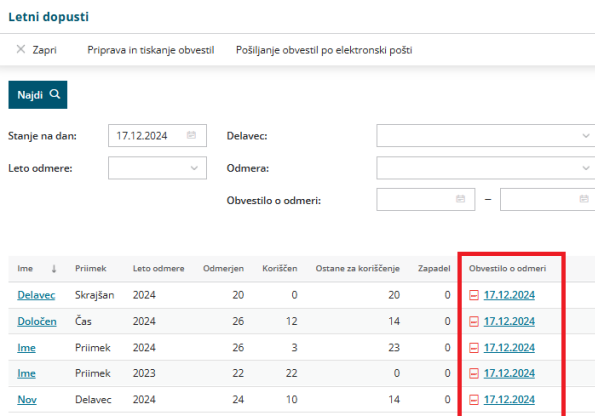 Letni dopusti
Zapri Priprava in tiskanje obvestil Pošiljanje obvestil po elektronski pošti
Najdi
Stanje na dan: 17.12.2024 Delavec:
Leto odmere: Odmera:
Obvestilo o odmeri: –
Ime ↓ Priimek Leto odmere Odmerjen Koriščen Ostane za koriščenje Zapadel Obvestilo o odmeri
Delavec Skrajšan 2024 20 0 20 0 17.12.2024
Določen Čas 2024 26 12 14 0 17.12.2024
Ime Priimek 2024 26 3 23 0 17.12.2024
Ime Priimek 2023 22 22 0 0 17.12.2024
Nov Delavec 2024 24 10 14 0 17.12.2024